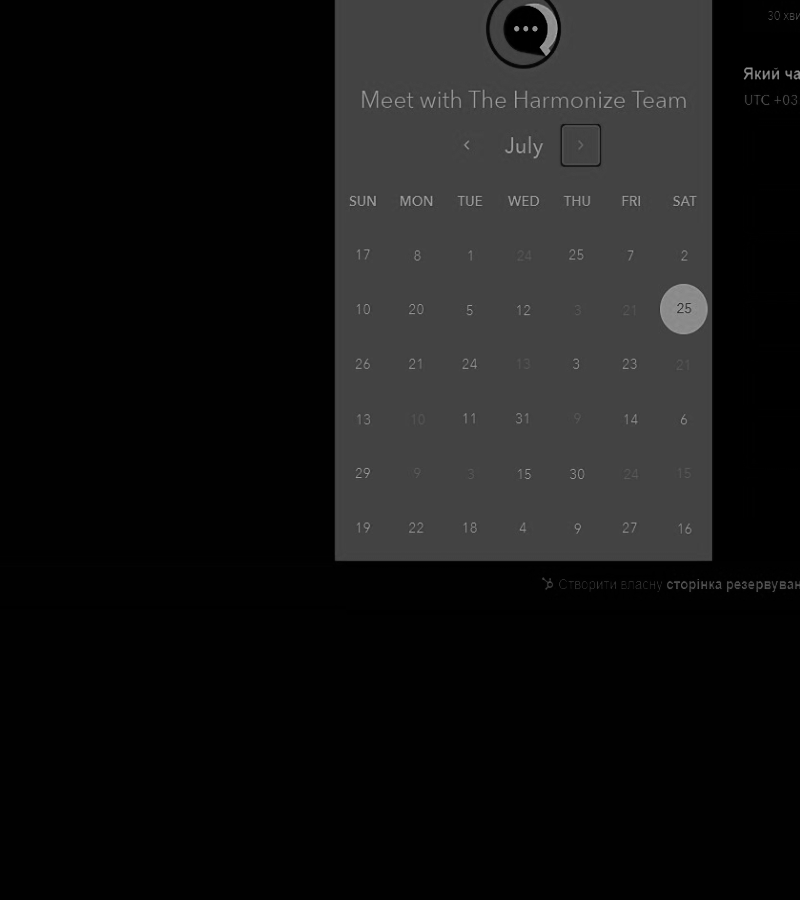 30 хви
Який ча
UTC +03
Meet with The Harmonize Team
July
SUN MON TUE WED THU FRI SAT
17 8 1 24 25 7 2
10 20 5 12 3 21 25
26 21 24 13 3 23 21
13 10 11 31 9 14 6
29 9 3 15 30 24 15
19 22 18 4 9 27 16
Створити власну сторінка резервуван